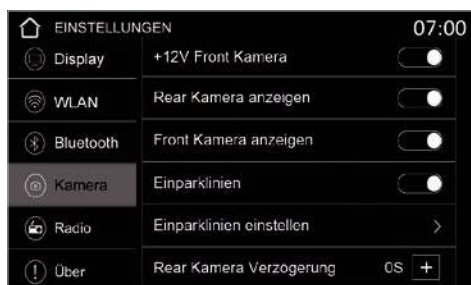 EINSTELLUNGEN 07:00
Display
+12V Front Kamera
WLAN
Rear Kamera anzeigen
Bluetooth
Front Kamera anzeigen
Kamera
Einparklinien
Radio
Einparklinien einstellen
Über
Rear Kamera Verzögerung 0S +